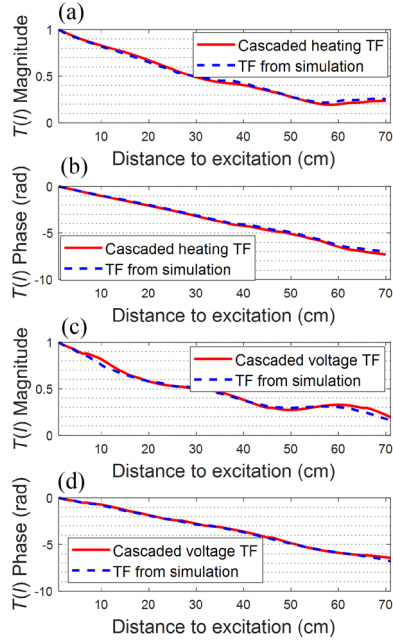 (a)
T(l) Magnitude
1
0.5
0
Cascaded heating TF
TF from simulation
10 20 30 40 50 60 70
Distance to excitation (cm)
(b)
T(l) Phase (rad)
0
-5
-10
Cascaded heating TF
TF from simulation
10 20 30 40 50 60 70
Distance to excitation (cm)
(c)
T(l) Magnitude
1
0.5
0
Cascaded voltage TF
TF from simulation
10 20 30 40 50 60 70
Distance to excitation (cm)
(d)
T(l) Phase (rad)
0
-5
-10
Cascaded voltage TF
TF from simulation
10 20 30 40 50 60 70
Distance to excitation (cm)